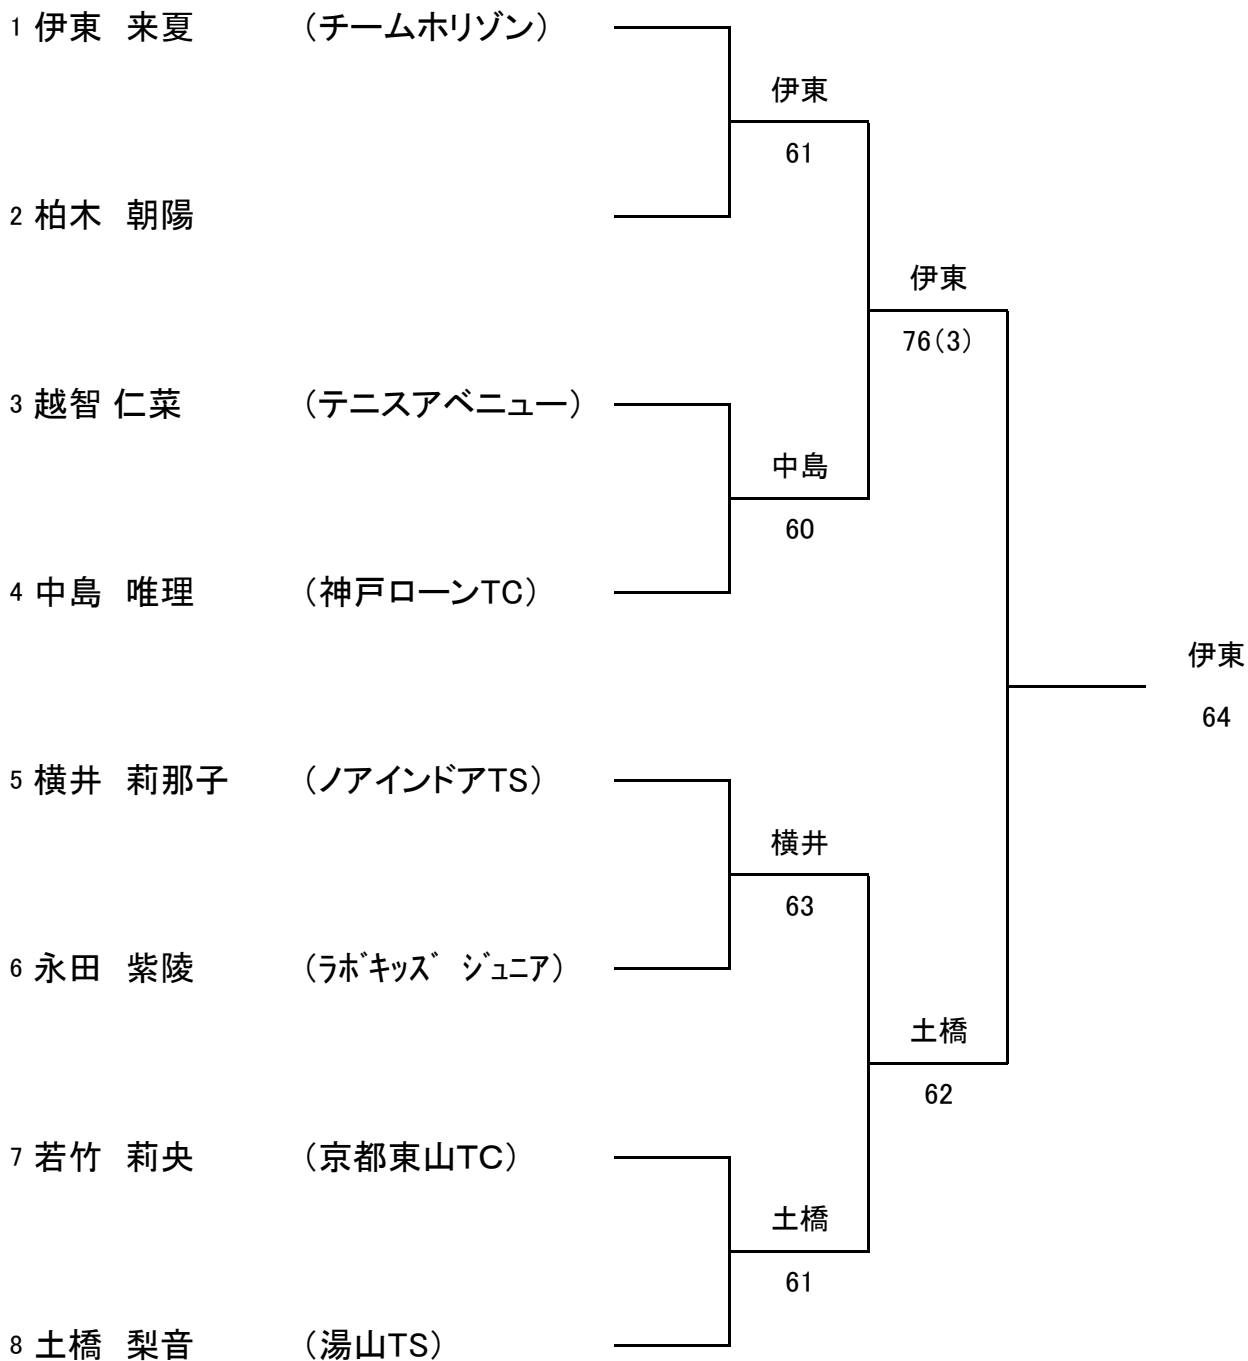 1 伊東　来夏　（チームホリゾン）
伊東
61
2 柏木　朝陽
伊東
76（3）
3 越智 仁菜　（テニスアベニュー）
中島
60
4 中島　唯理　（神戸ローンTC）
伊東
64
5 横井　莉那子　（ノアインドアTS）
横井
63
6 永田　紫陵　（ﾗﾎﾞｷｯｽﾞ ｼﾞｭﾆｱ）
土橋
62
7 若竹　莉央　（京都東山TC）
土橋
61
8 土橋　梨音　（湯山TS）